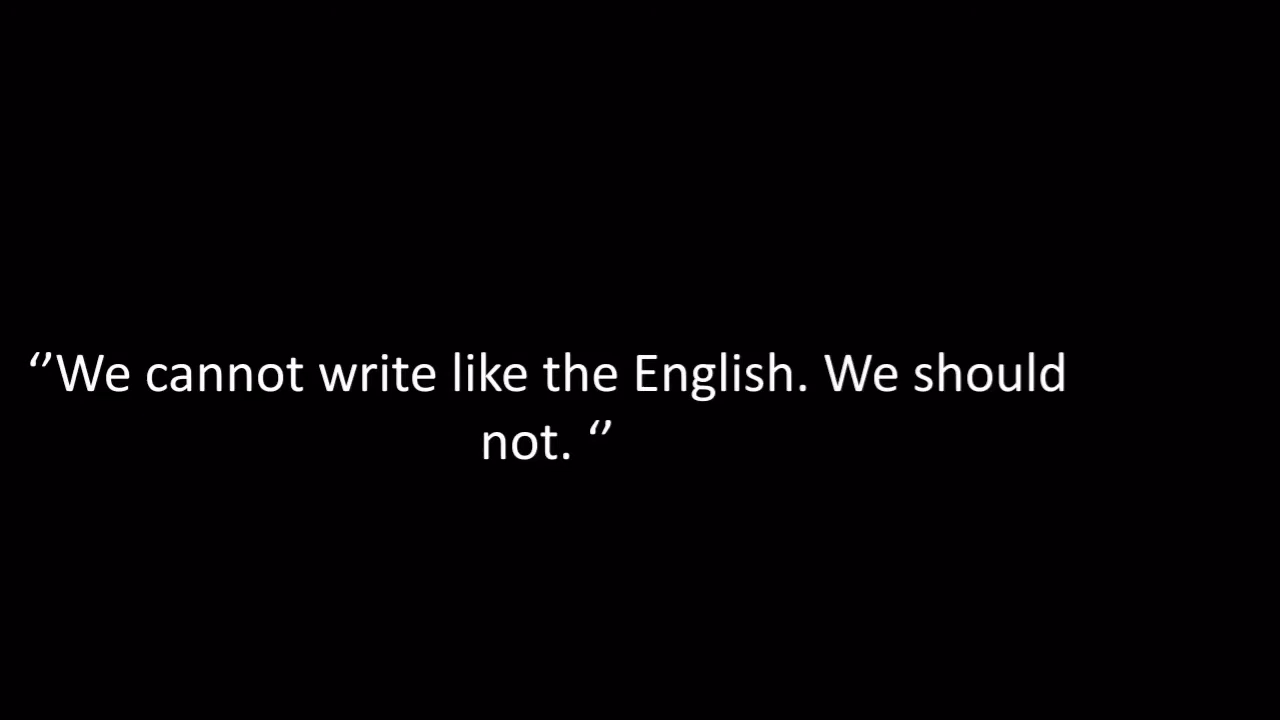 ‘’We cannot write like the English. We should
not. ‘’